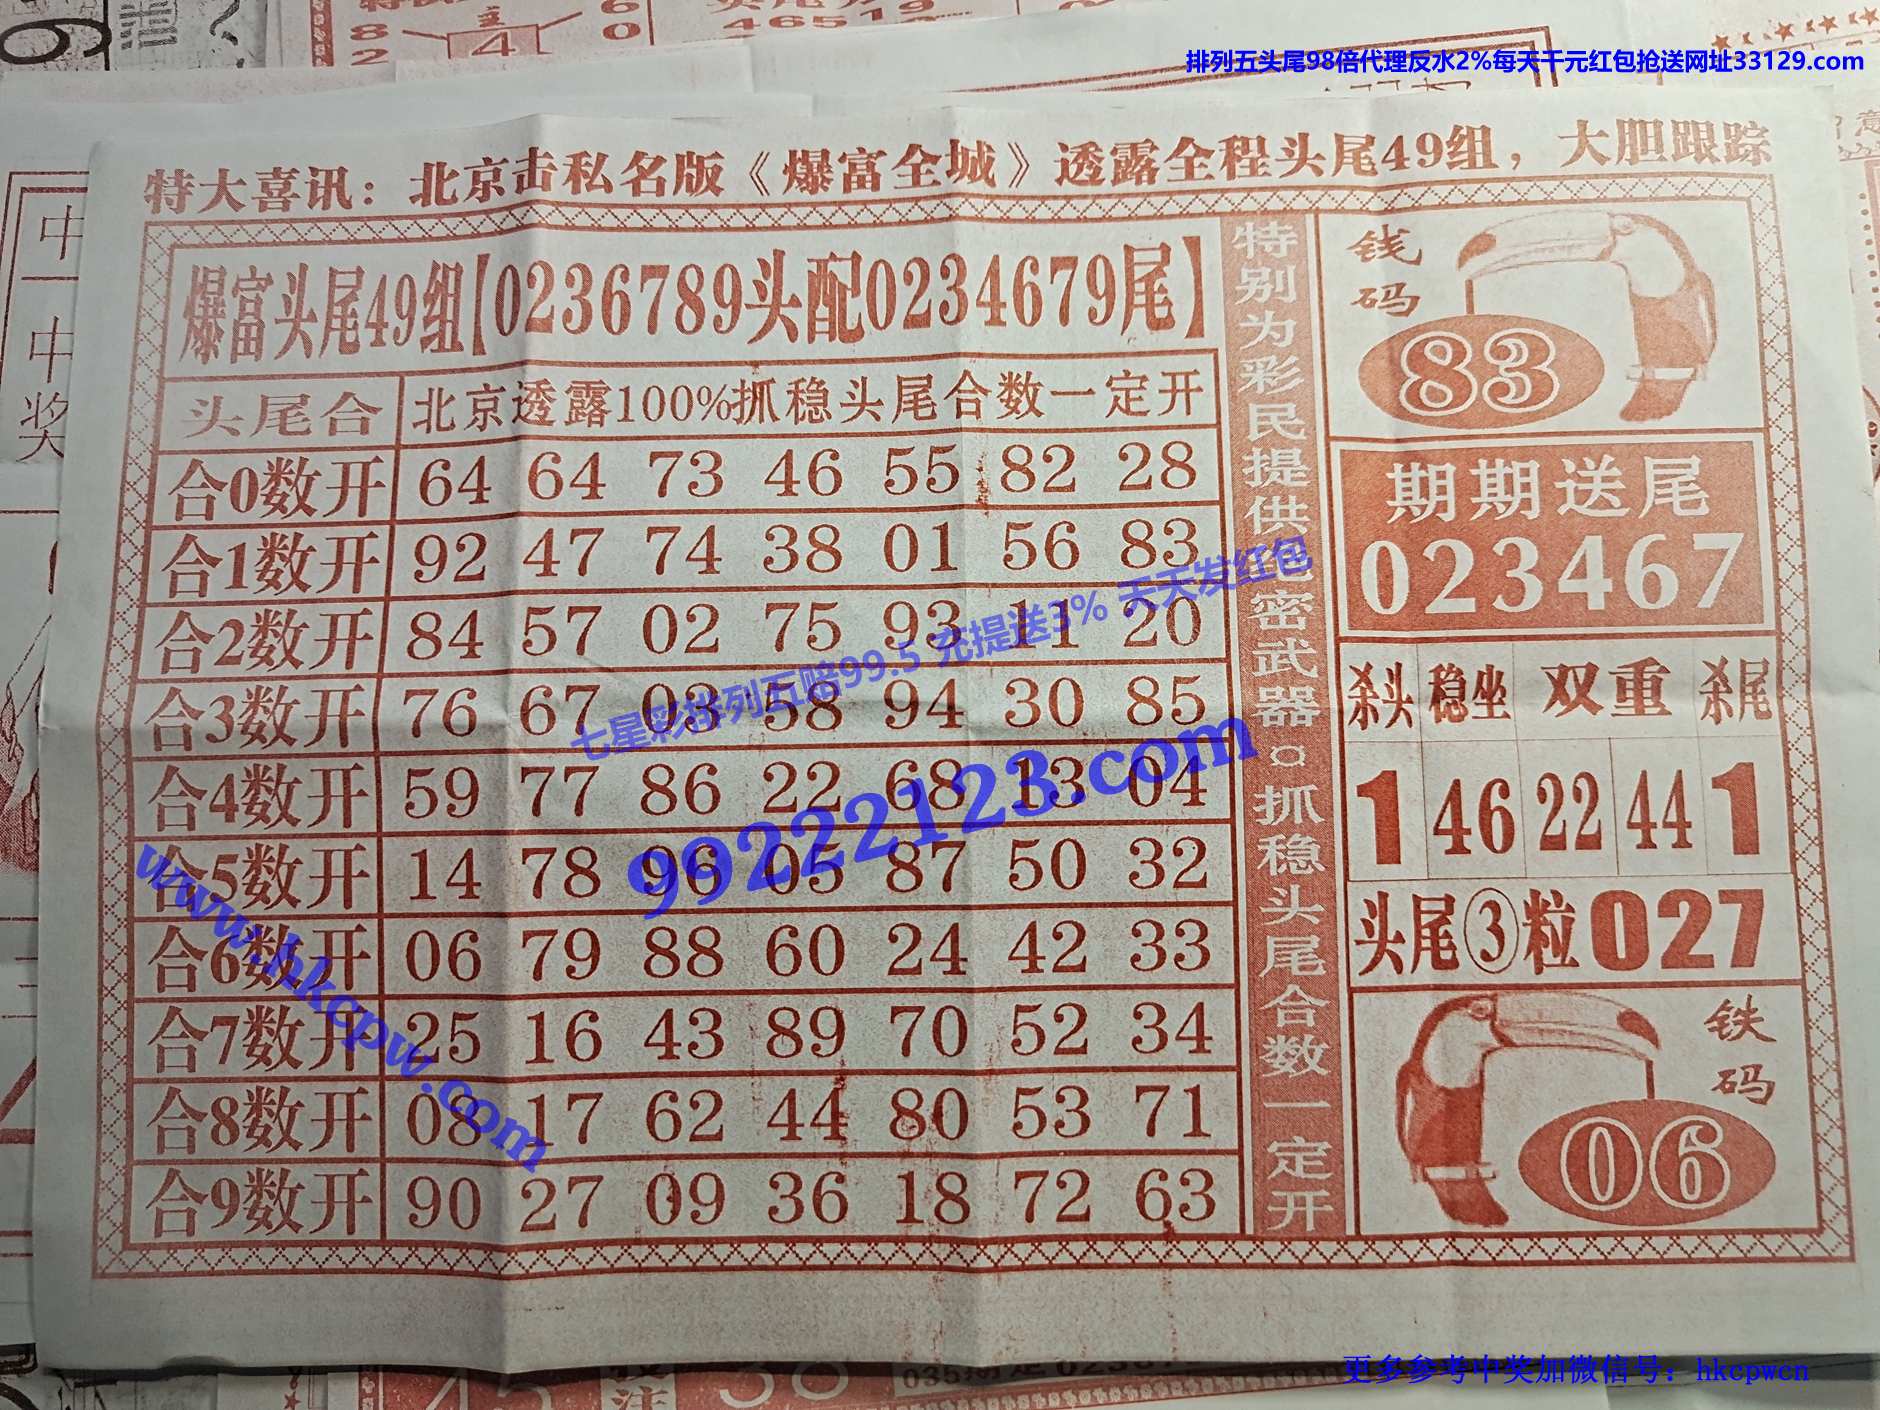 排列五头尾98倍代理反水2%每天千元红包抢送网址33129.com
8 主 6
2 4 0
46519
特大喜讯：北京击私名版《爆富全城》透露全程头尾49组，大胆跟踪
爆富头尾49组【0236789头配0234679尾】
头尾合 北京透露100%抓稳头尾合数一定开
合0数开 64 64 73 46 55 82 28
合1数开 92 47 74 38 01 56 83
合2数开 84 57 02 75 93 11 20
合3数开 76 67 03 58 94 30 85
合4数开 59 77 86 22 68 13 04
合5数开 14 78 96 05 87 50 32
合6数开 06 79 88 60 24 42 33
合7数开 25 16 43 89 70 52 34
合8数开 08 17 62 44 80 53 71
合9数开 90 27 09 36 18 72 63
特别为彩民提供秘密武器¤抓稳头尾合数一定开
钱码
83
期期送尾
023467
杀头 稳坐 双重 杀尾
1 46 22 44 1
头尾③粒027
铁码
06
七星彩排列五赔99.5 充提送3% 天天发红包
99222123.com
www.hkcpw.com
中
中
奖
更多参考中奖加微信号：hkcpwcn